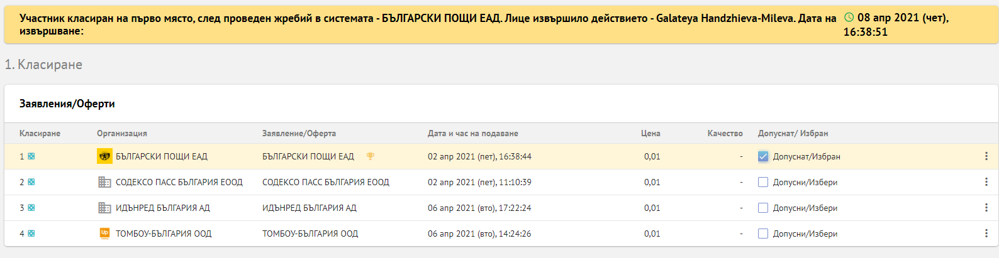 Участник класиран на първо място, след проведен жребий в системата - БЪЛГАРСКИ ПОЩИ ЕАД. Лице извършило действието - Galateya Handzhieva-Mileva. Дата на
извършване:
08 апр 2021 (чет),
16:38:51
1. Класиране
Заявления/Оферти
Класиране Организация Заявление/Оферта Дата и час на подаване Цена Качество Допуснат/ Избран
1 БЪЛГАРСКИ ПОЩИ ЕАД БЪЛГАРСКИ ПОЩИ ЕАД 02 апр 2021 (пет), 16:38:44 0,01 - Допуснат/Избран
2 СОДЕКСО ПАСС БЪЛГАРИЯ ЕООД СОДЕКСО ПАСС БЪЛГАРИЯ ЕООД 02 апр 2021 (пет), 11:10:39 0,01 - Допусни/Избери
3 ИДЪНРЕД БЪЛГАРИЯ АД ИДЪНРЕД БЪЛГАРИЯ АД 06 апр 2021 (вто), 17:22:24 0,01 - Допусни/Избери
4 Up ТОМБОУ-БЪЛГАРИЯ ООД ТОМБОУ-БЪЛГАРИЯ ООД 06 апр 2021 (вто), 14:24:26 0,01 - Допусни/Избери